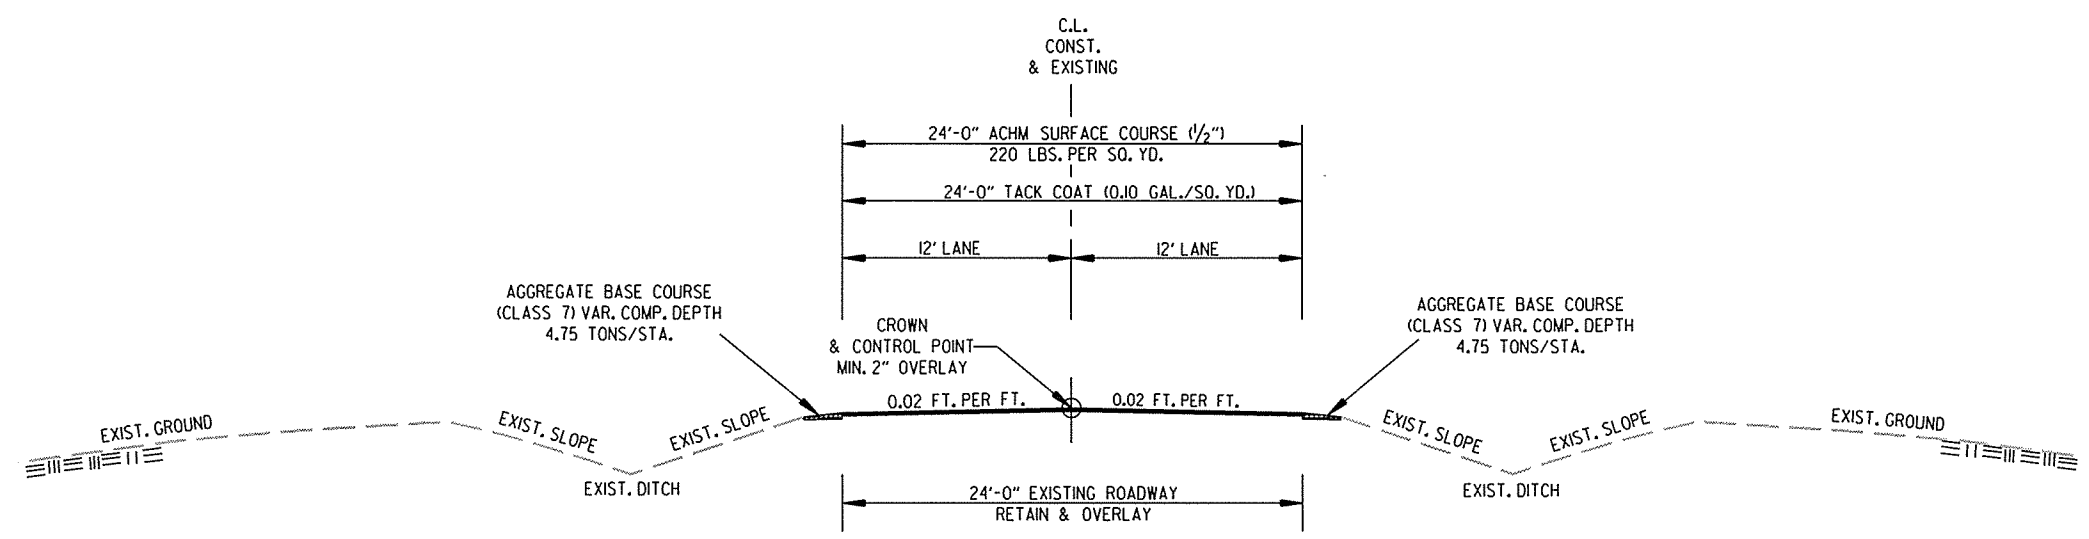 C.L.
CONST.
& EXISTING
24'-0" ACHM SURFACE COURSE (1/2")
220 LBS. PER SQ. YD.
24'-0" TACK COAT (0.10 GAL./SQ. YD.)
12' LANE
12' LANE
AGGREGATE BASE COURSE
(CLASS 7) VAR. COMP. DEPTH
4.75 TONS/STA.
CROWN
& CONTROL POINT
MIN. 2" OVERLAY
AGGREGATE BASE COURSE
(CLASS 7) VAR. COMP. DEPTH
4.75 TONS/STA.
0.02 FT. PER FT.
0.02 FT. PER FT.
EXIST. GROUND
EXIST. SLOPE
EXIST. SLOPE
EXIST. SLOPE
EXIST. SLOPE
EXIST. GROUND
EXIST. DITCH
EXIST. DITCH
24'-0" EXISTING ROADWAY
RETAIN & OVERLAY